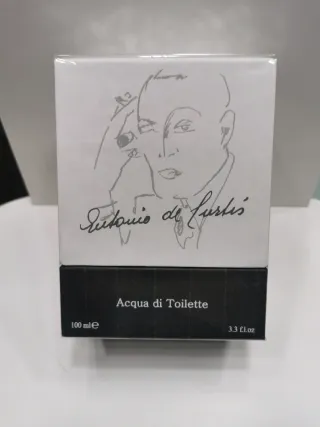 Antonio de Curtis
Acqua di Toilette
100 ml℮
3.3 fl.oz